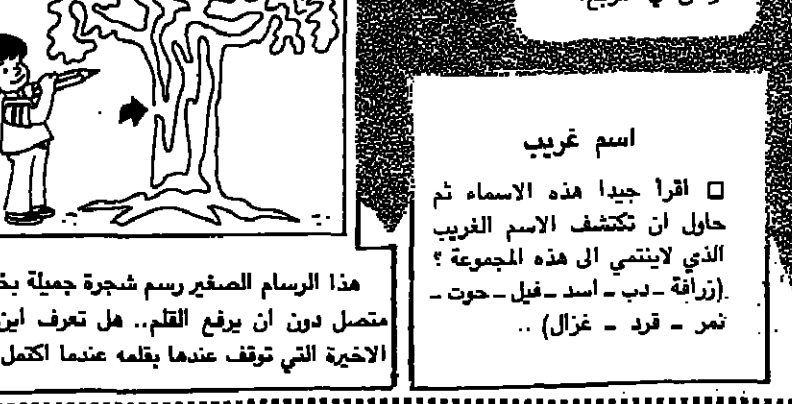 اسم غريب
□ اقرأ جيدا هذه الاسماء ثم
حاول ان تكتشف الاسم الغريب
الذي لاينتمي الى هذه المجموعة ؟
(زرافة ـ دب ـ اسد ـ فيل ـ حوت ـ
نمر ـ قرد ـ غزال) ..
هذا الرسام الصغير رسم شجرة جميلة
متصل دون ان يرفع القلم.. هل تعرف اين
الاخيرة التي توقف عندها بقلمه عندما اكتمل